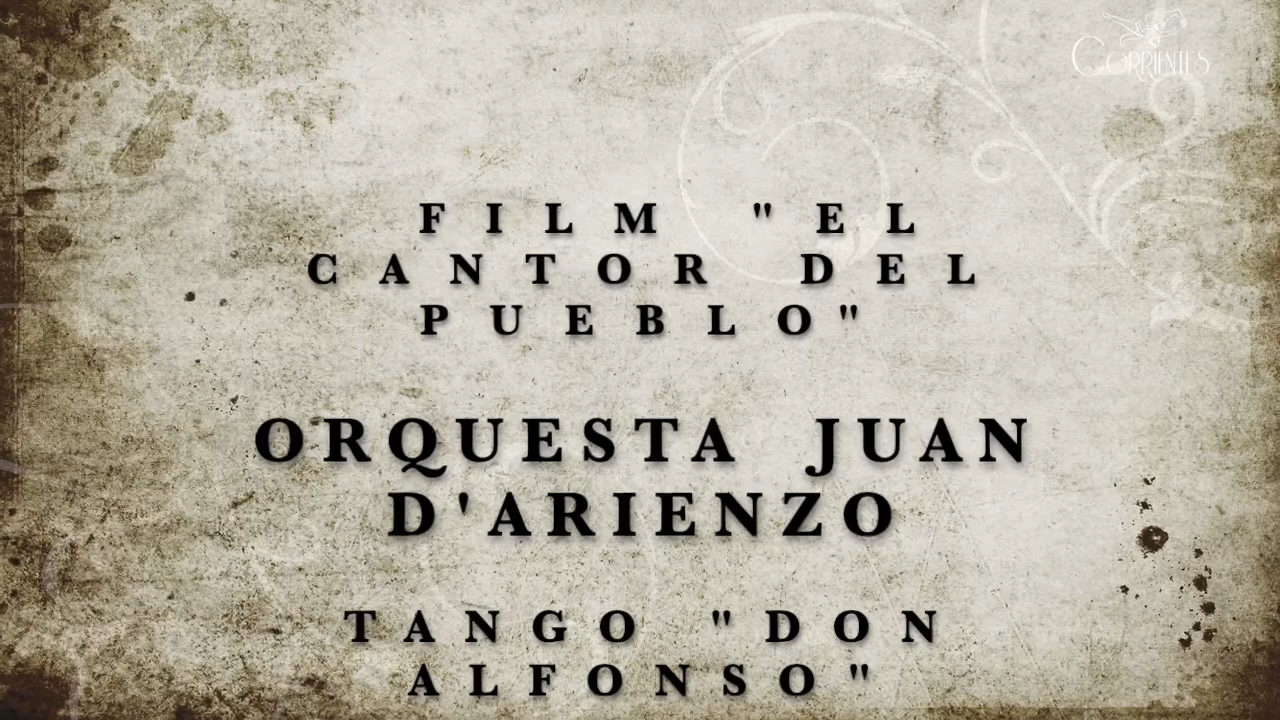 CORRIENTES
FILM "EL
CANTOR DEL
PUEBLO"
ORQUESTA JUAN
D'ARIENZO
TANGO "DON
ALFONSO"